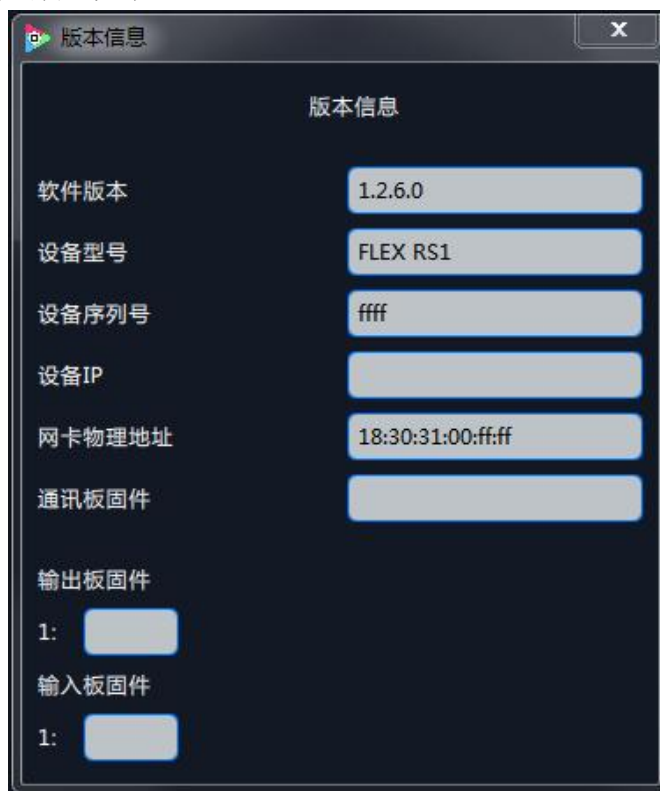 版本信息
X
版本信息
软件版本 1.2.6.0
设备型号 FLEX RS1
设备序列号 ffff
设备IP
网卡物理地址 18:30:31:00:ff:ff
通讯板固件
输出板固件
1:
输入板固件
1: